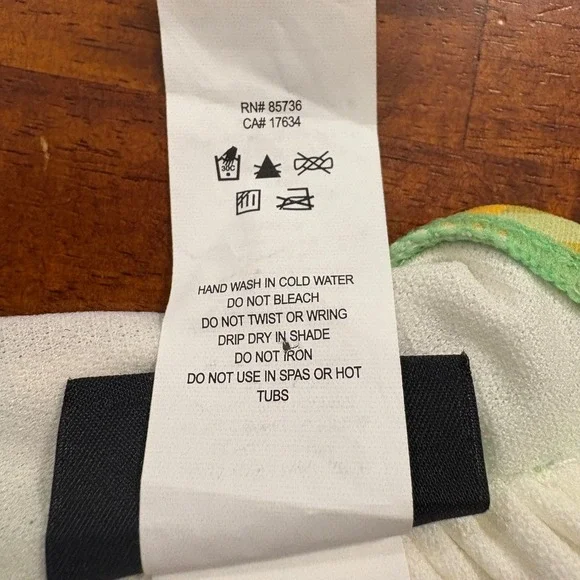 RN# 85736
CA# 17634
30C
HAND WASH IN COLD WATER
DO NOT BLEACH
DO NOT TWIST OR WRING
DRIP DRY IN SHADE
DO NOT IRON
DO NOT USE IN SPAS OR HOT
TUBS